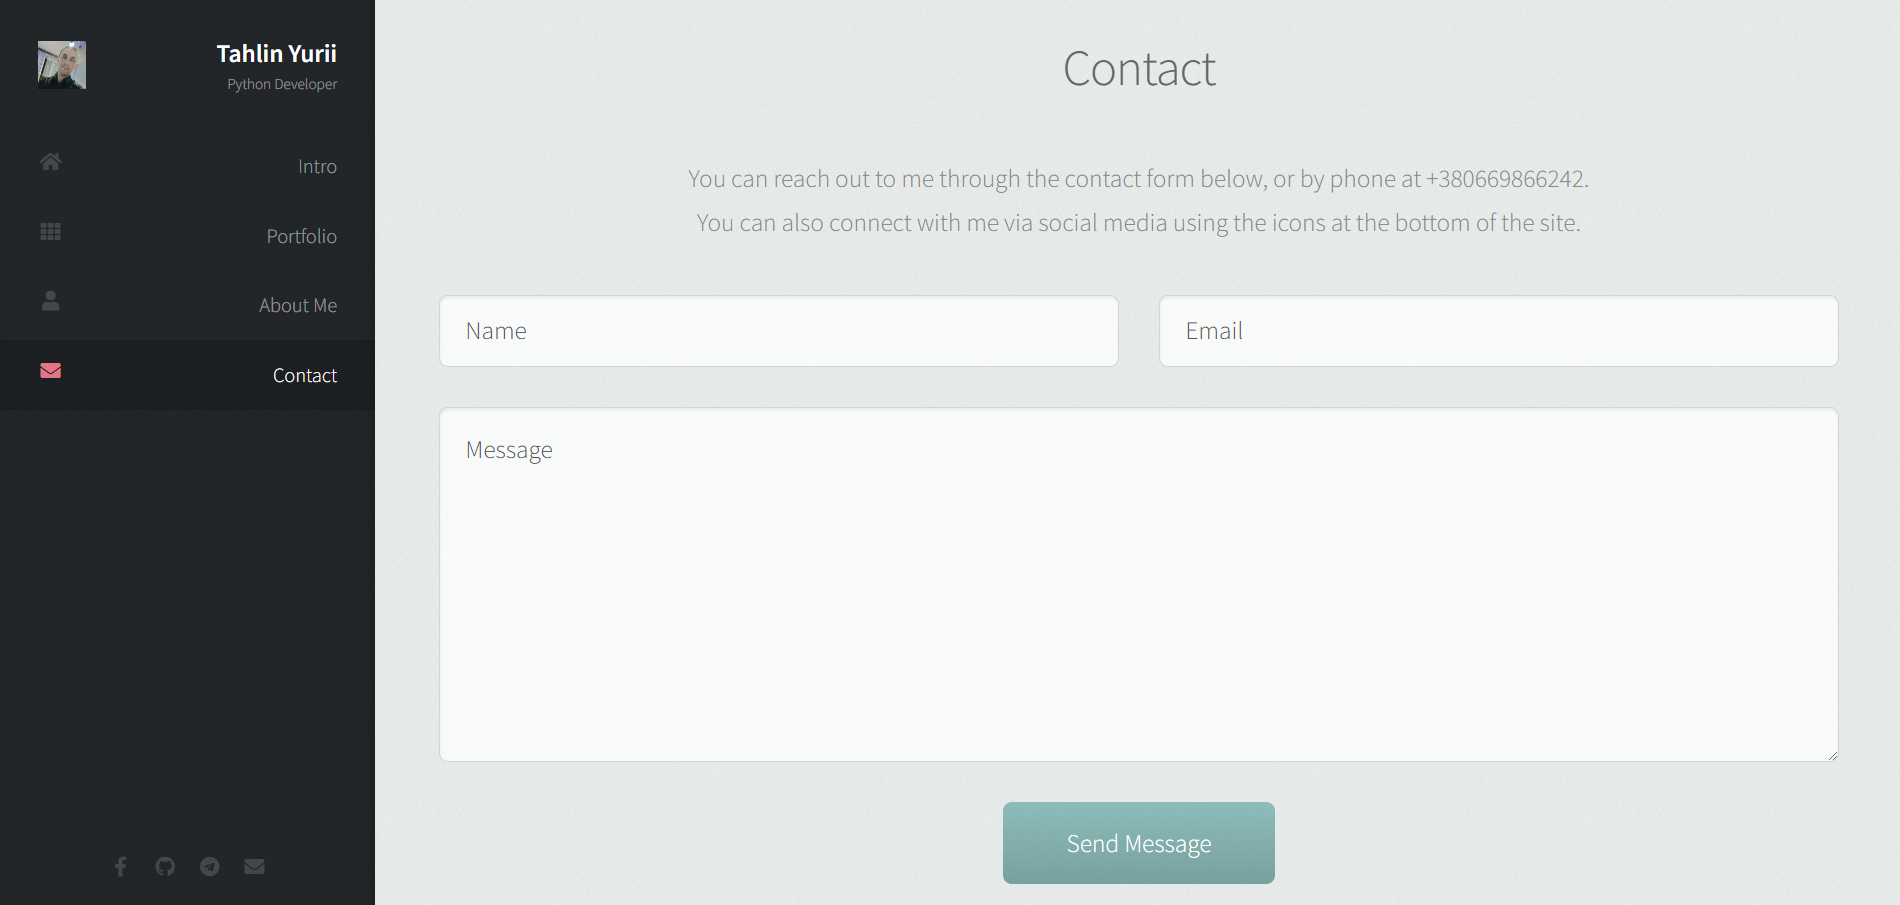 Tahlin Yurii
Python Developer
Intro
Portfolio
About Me
Contact
Contact
You can reach out to me through the contact form below, or by phone at +380669866242.
You can also connect with me via social media using the icons at the bottom of the site.
Name
Email
Message
Send Message